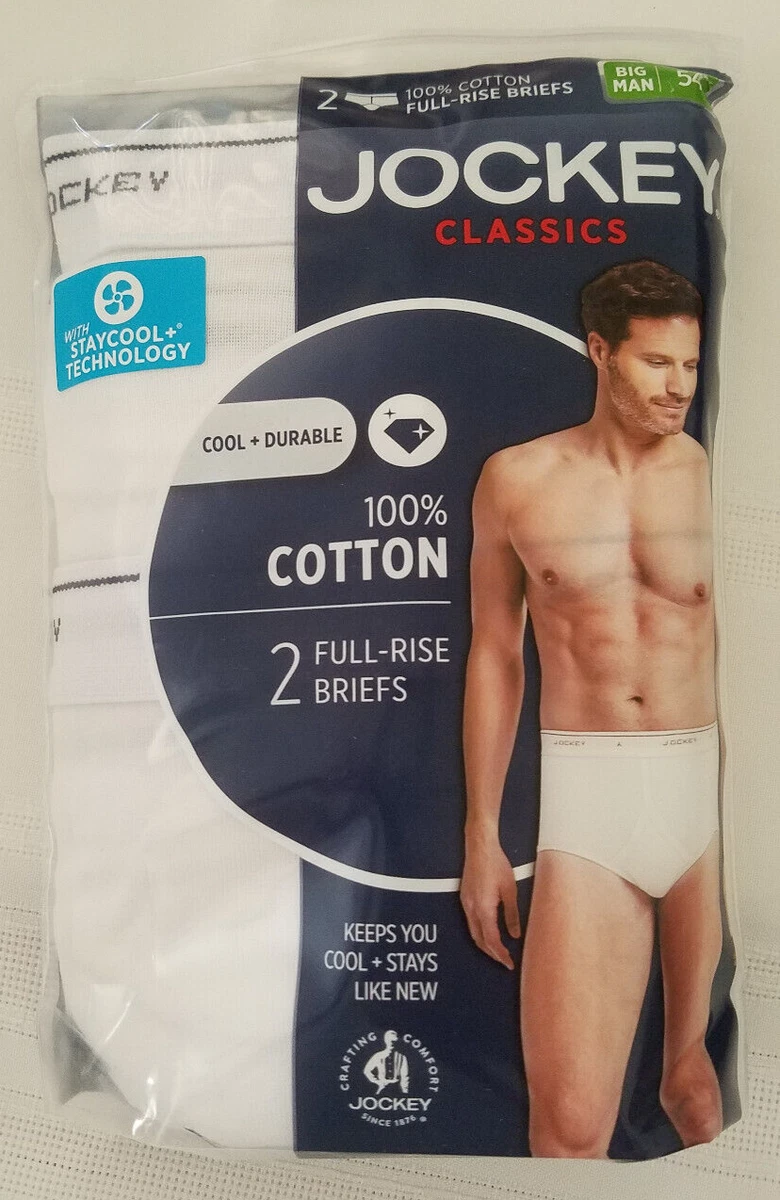 2 100% COTTON
FULL-RISE BRIEFS
BIG
MAN
54
JOCKEY
CLASSICS
OCKEY
WITH
STAYCOOL+®
TECHNOLOGY
COOL + DURABLE
100%
COTTON
2 FULL-RISE
BRIEFS
Y
JOCKEY JOCKEY
KEEPS YOU
COOL + STAYS
LIKE NEW
CRAFTING COMFORT
JOCKEY
SINCE 1876 ®